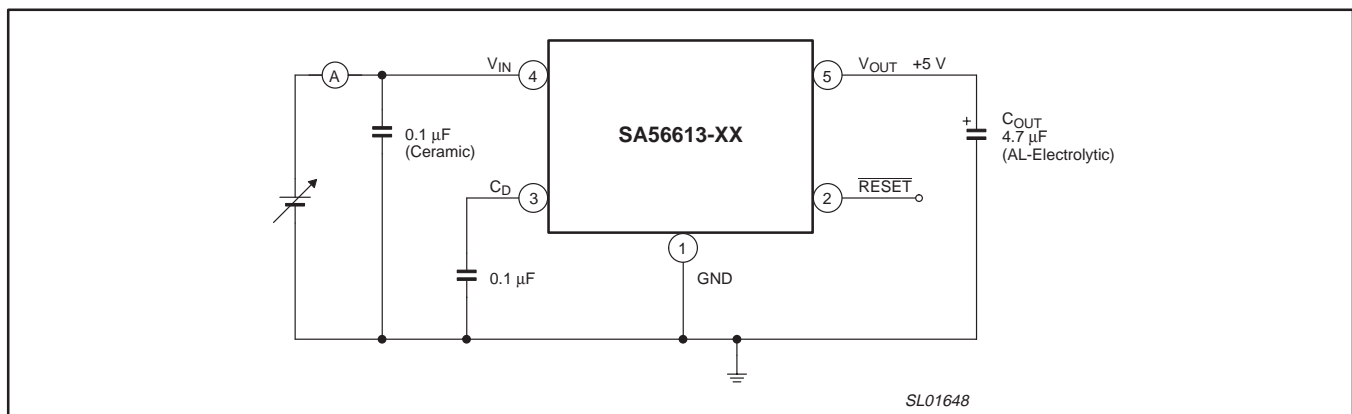 A
V_IN
4
0.1 μF
(Ceramic)
C_D
3
0.1 μF
SA56613-XX
1
GND
5
V_OUT +5 V
+
C_OUT
4.7 μF
(AL-Electrolytic)
2
R̅E̅S̅E̅T̅
SL01648